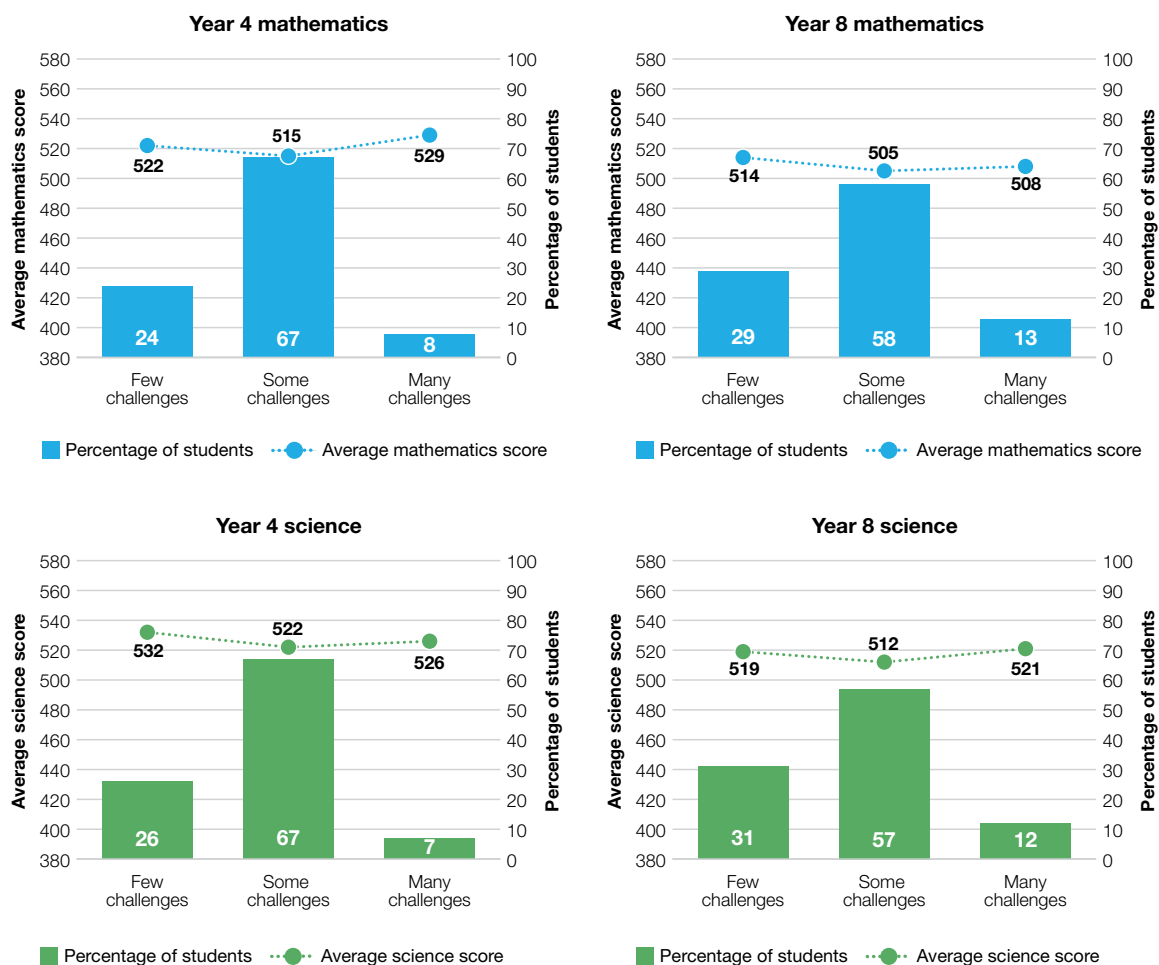 Year 4 mathematics
Average mathematics score
580
560
540
520
500
480
460
440
420
400
380
522
515
529
24
67
8
100
90
80
70
60
50
40
30
20
10
0
Percentage of students
Few
challenges
Some
challenges
Many
challenges
Percentage of students
Average mathematics score
Year 8 mathematics
Average mathematics score
580
560
540
520
500
480
460
440
420
400
380
514
505
508
29
58
13
100
90
80
70
60
50
40
30
20
10
0
Percentage of students
Few
challenges
Some
challenges
Many
challenges
Percentage of students
Average mathematics score
Year 4 science
Average science score
580
560
540
520
500
480
460
440
420
400
380
532
522
526
26
67
7
100
90
80
70
60
50
40
30
20
10
0
Percentage of students
Few
challenges
Some
challenges
Many
challenges
Percentage of students
Average science score
Year 8 science
Average science score
580
560
540
520
500
480
460
440
420
400
380
519
512
521
31
57
12
100
90
80
70
60
50
40
30
20
10
0
Percentage of students
Few
challenges
Some
challenges
Many
challenges
Percentage of students
Average science score